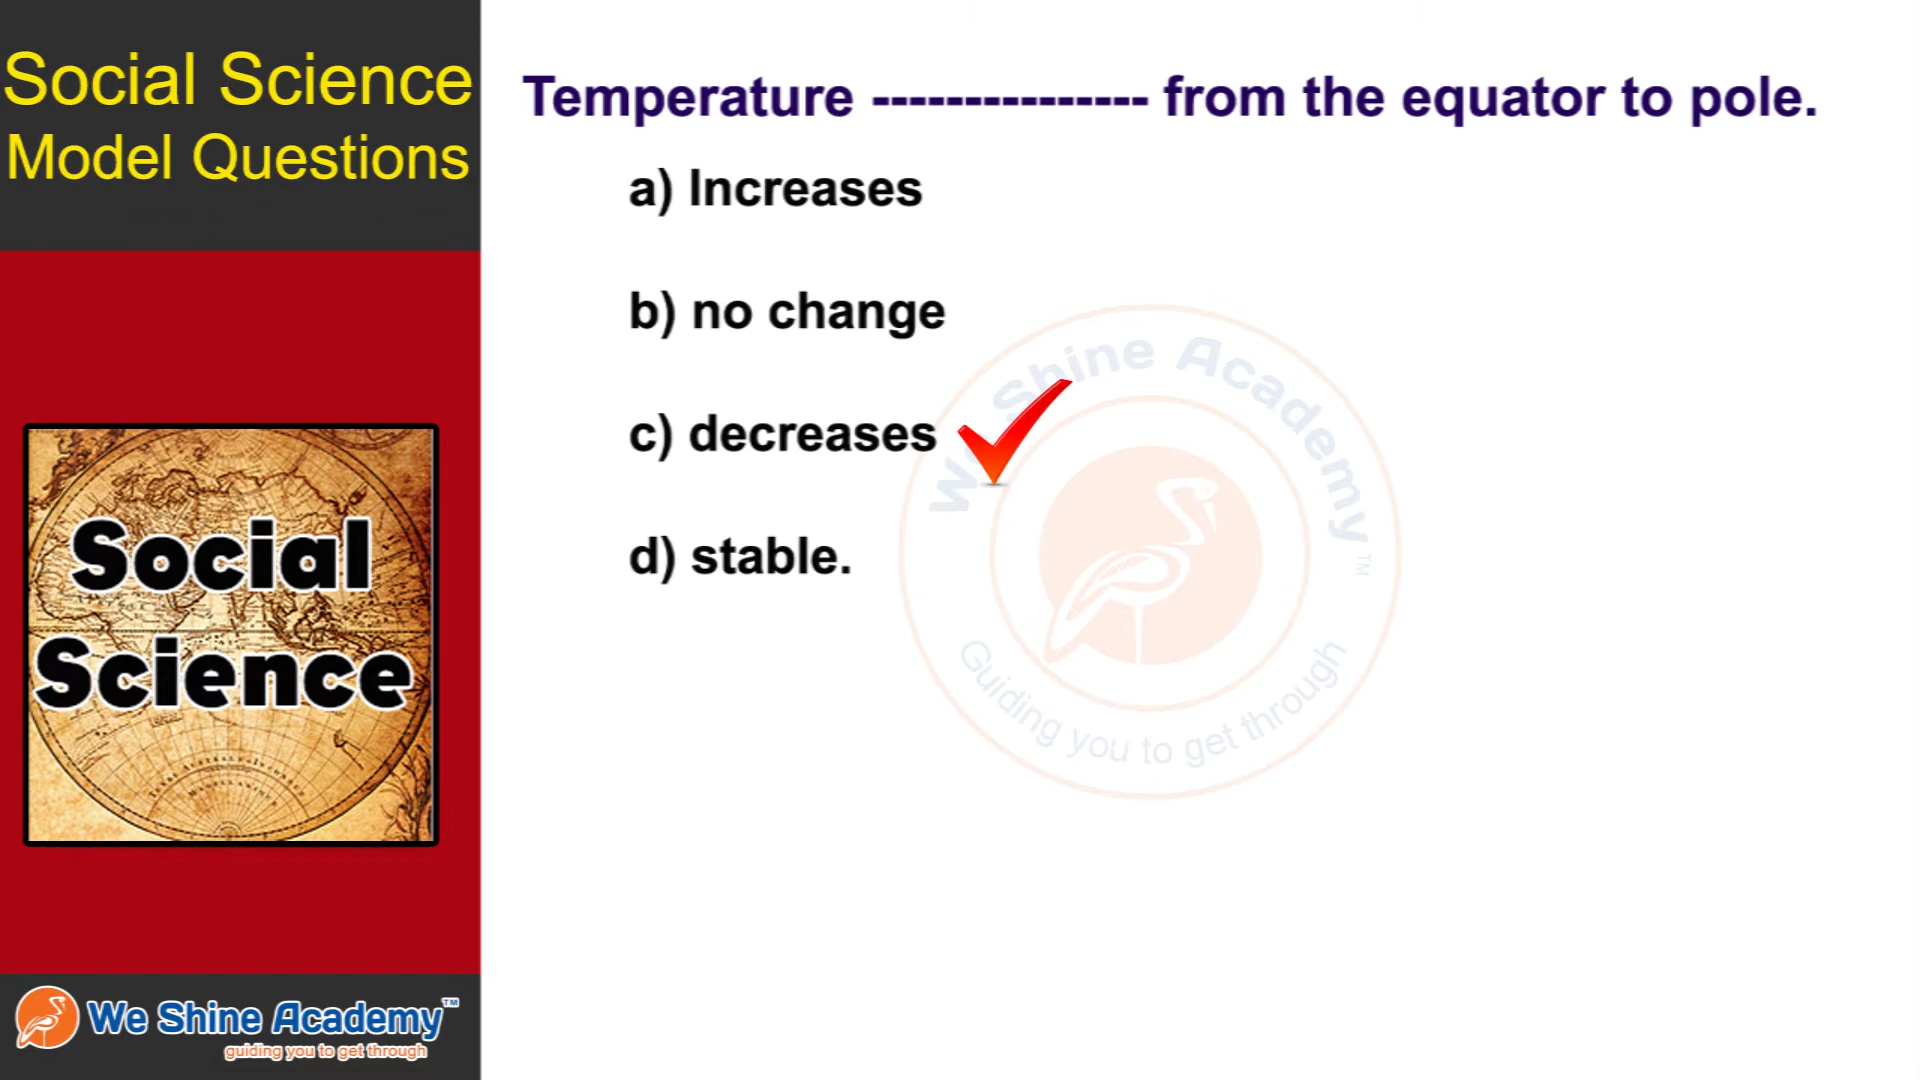 Social Science
Model Questions
Temperature --------------- from the equator to pole.
a) Increases
b) no change
c) decreases
d) stable.
We Shine Academy™
Guiding you to get through
Social
Science
We Shine Academy™
guiding you to get through